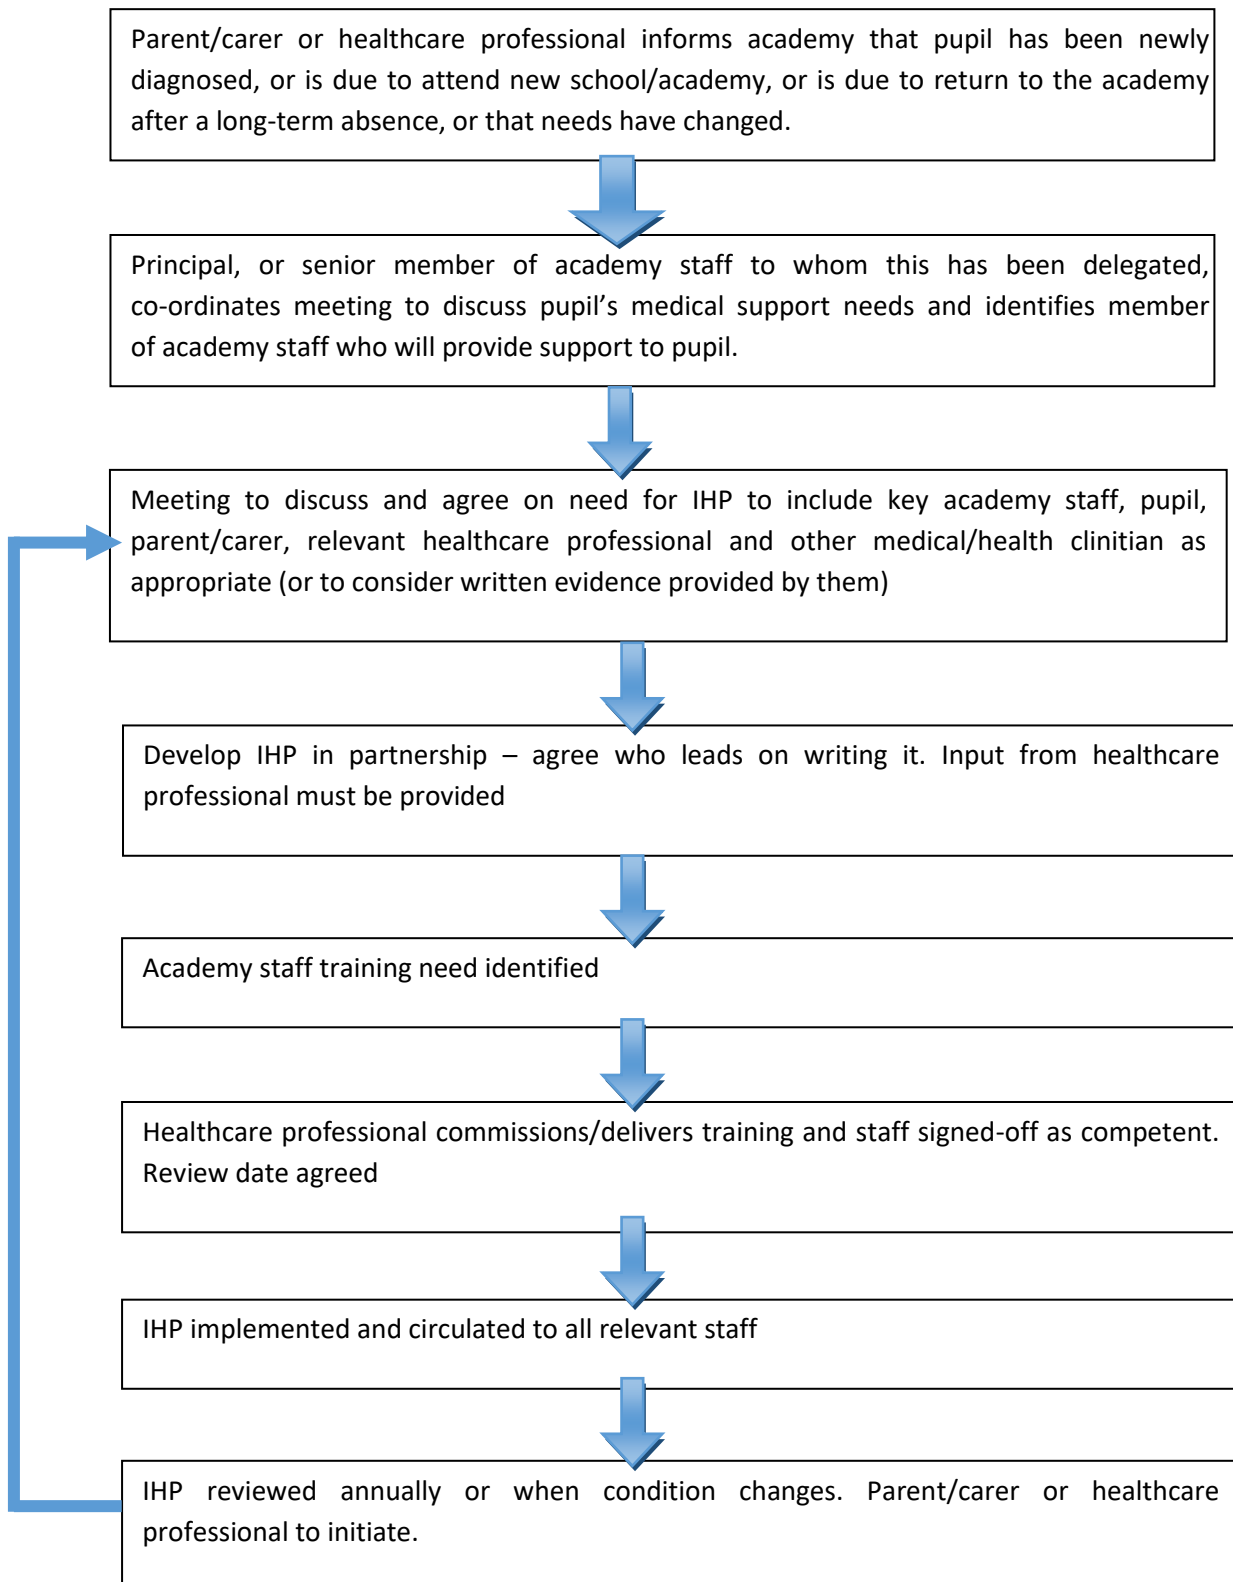 Parent/carer or healthcare professional informs academy that pupil has been newly
diagnosed, or is due to attend new school/academy, or is due to return to the academy
after a long-term absence, or that needs have changed.
Principal, or senior member of academy staff to whom this has been delegated,
co-ordinates meeting to discuss pupil’s medical support needs and identifies member
of academy staff who will provide support to pupil.
Meeting to discuss and agree on need for IHP to include key academy staff, pupil,
parent/carer, relevant healthcare professional and other medical/health clinitian as
appropriate (or to consider written evidence provided by them)
Develop IHP in partnership – agree who leads on writing it. Input from healthcare
professional must be provided
Academy staff training need identified
Healthcare professional commissions/delivers training and staff signed-off as competent.
Review date agreed
IHP implemented and circulated to all relevant staff
IHP reviewed annually or when condition changes. Parent/carer or healthcare
professional to initiate.